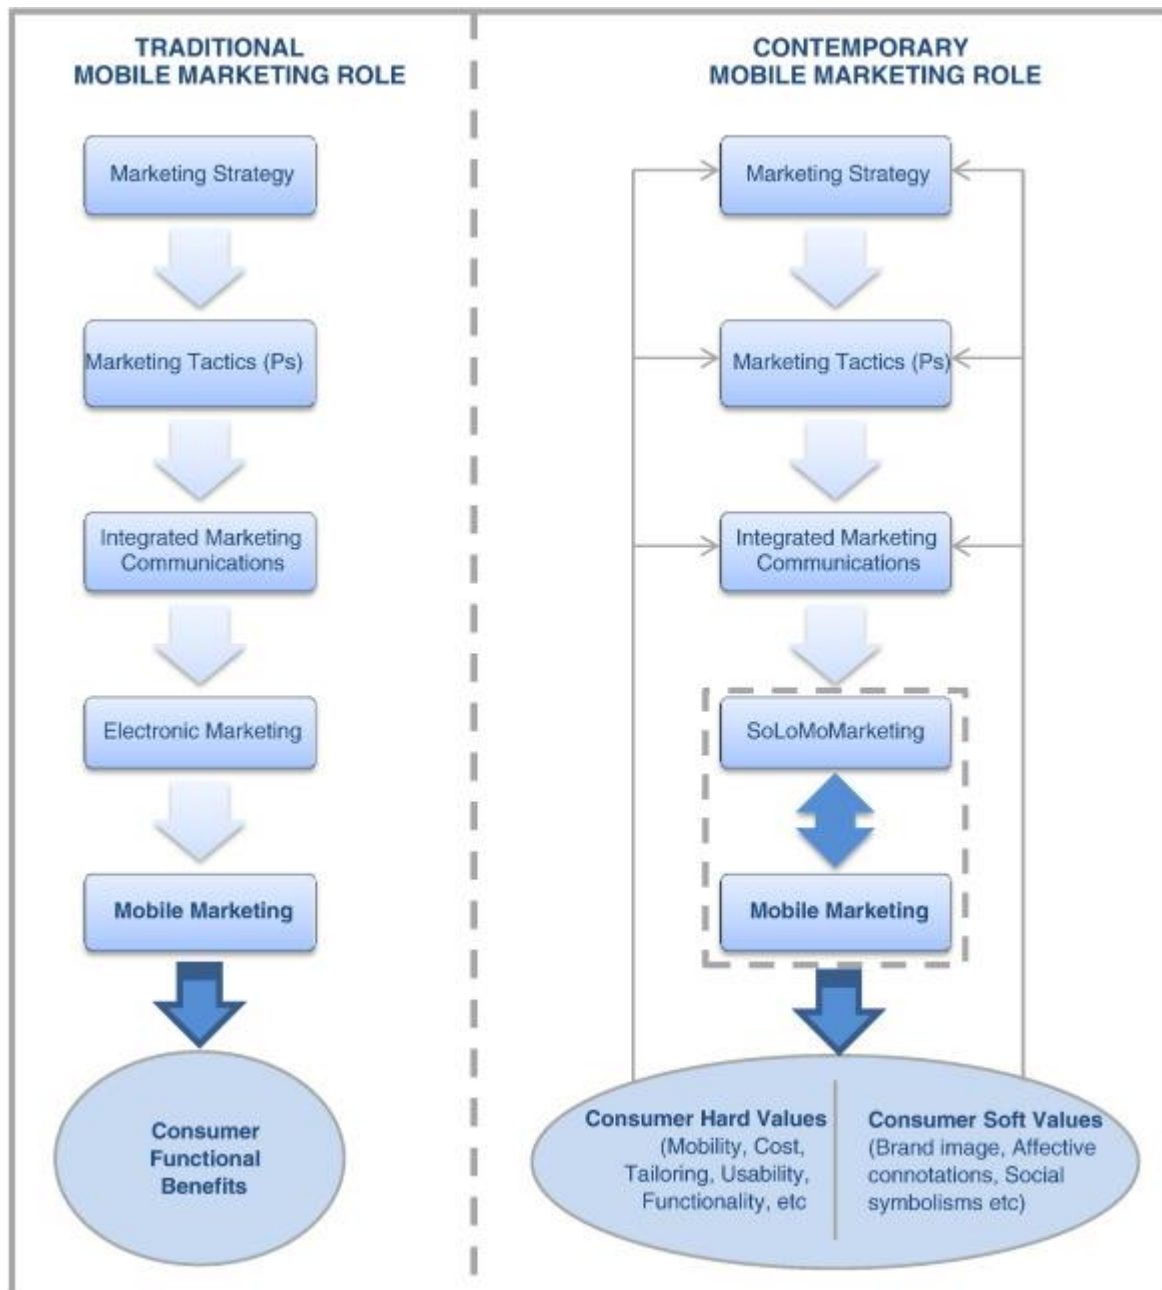 TRADITIONAL
MOBILE MARKETING ROLE
Marketing Strategy
Marketing Tactics (Ps)
Integrated Marketing
Communications
Electronic Marketing
Mobile Marketing
Consumer
Functional
Benefits
CONTEMPORARY
MOBILE MARKETING ROLE
Marketing Strategy
Marketing Tactics (Ps)
Integrated Marketing
Communications
SoLoMoMarketing
Mobile Marketing
Consumer Hard Values
(Mobility, Cost,
Tailoring, Usability,
Functionality, etc
Consumer Soft Values
(Brand image, Affective
connotations, Social
symbolisms etc)